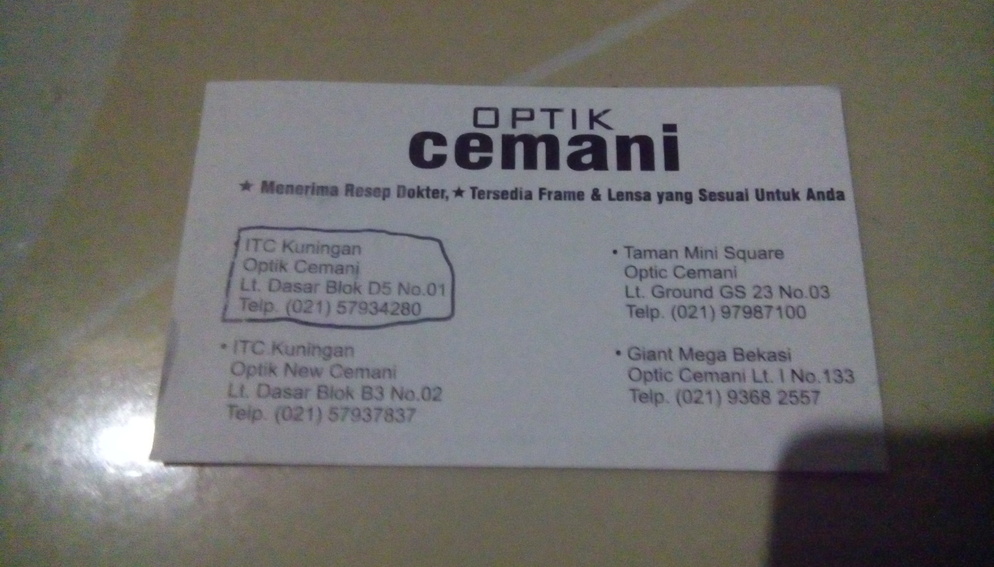 OPTIK
cemani
★ Menerima Resep Dokter, ★ Tersedia Frame & Lensa yang Sesuai Untuk Anda
ITC Kuningan
Optik Cemani
Lt. Dasar Blok D5 No.01
Telp. (021) 57934280
• ITC Kuningan
Optik New Cemani
Lt. Dasar Blok B3 No.02
Telp. (021) 57937837
• Taman Mini Square
Optic Cemani
Lt. Ground GS 23 No.03
Telp. (021) 97987100
• Giant Mega Bekasi
Optic Cemani Lt. I No.133
Telp. (021) 9368 2557